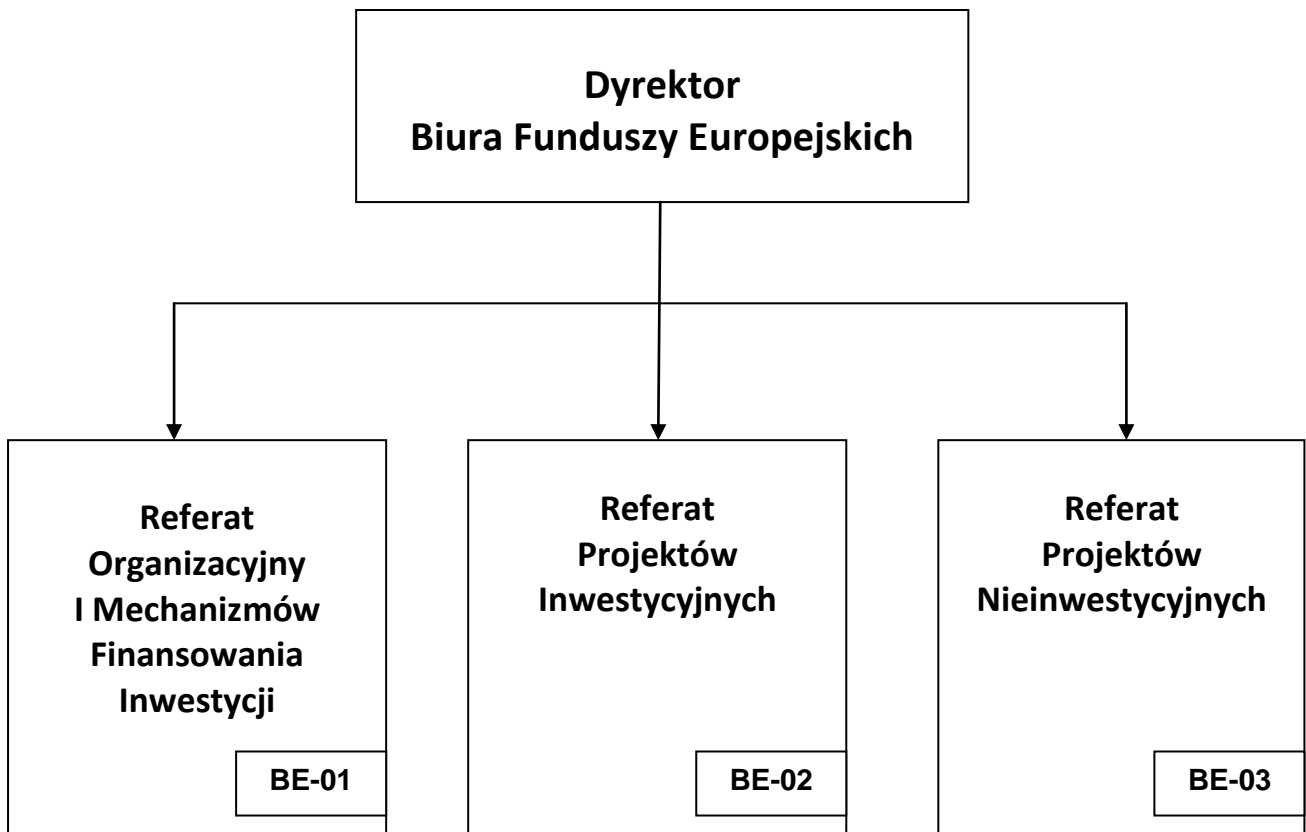 Dyrektor
Biura Funduszy Europejskich
Referat
Organizacyjny
I Mechanizmów
Finansowania
Inwestycji
BE-01
Referat
Projektów
Inwestycyjnych
BE-02
Referat
Projektów
Nieinwestycyjnych
BE-03